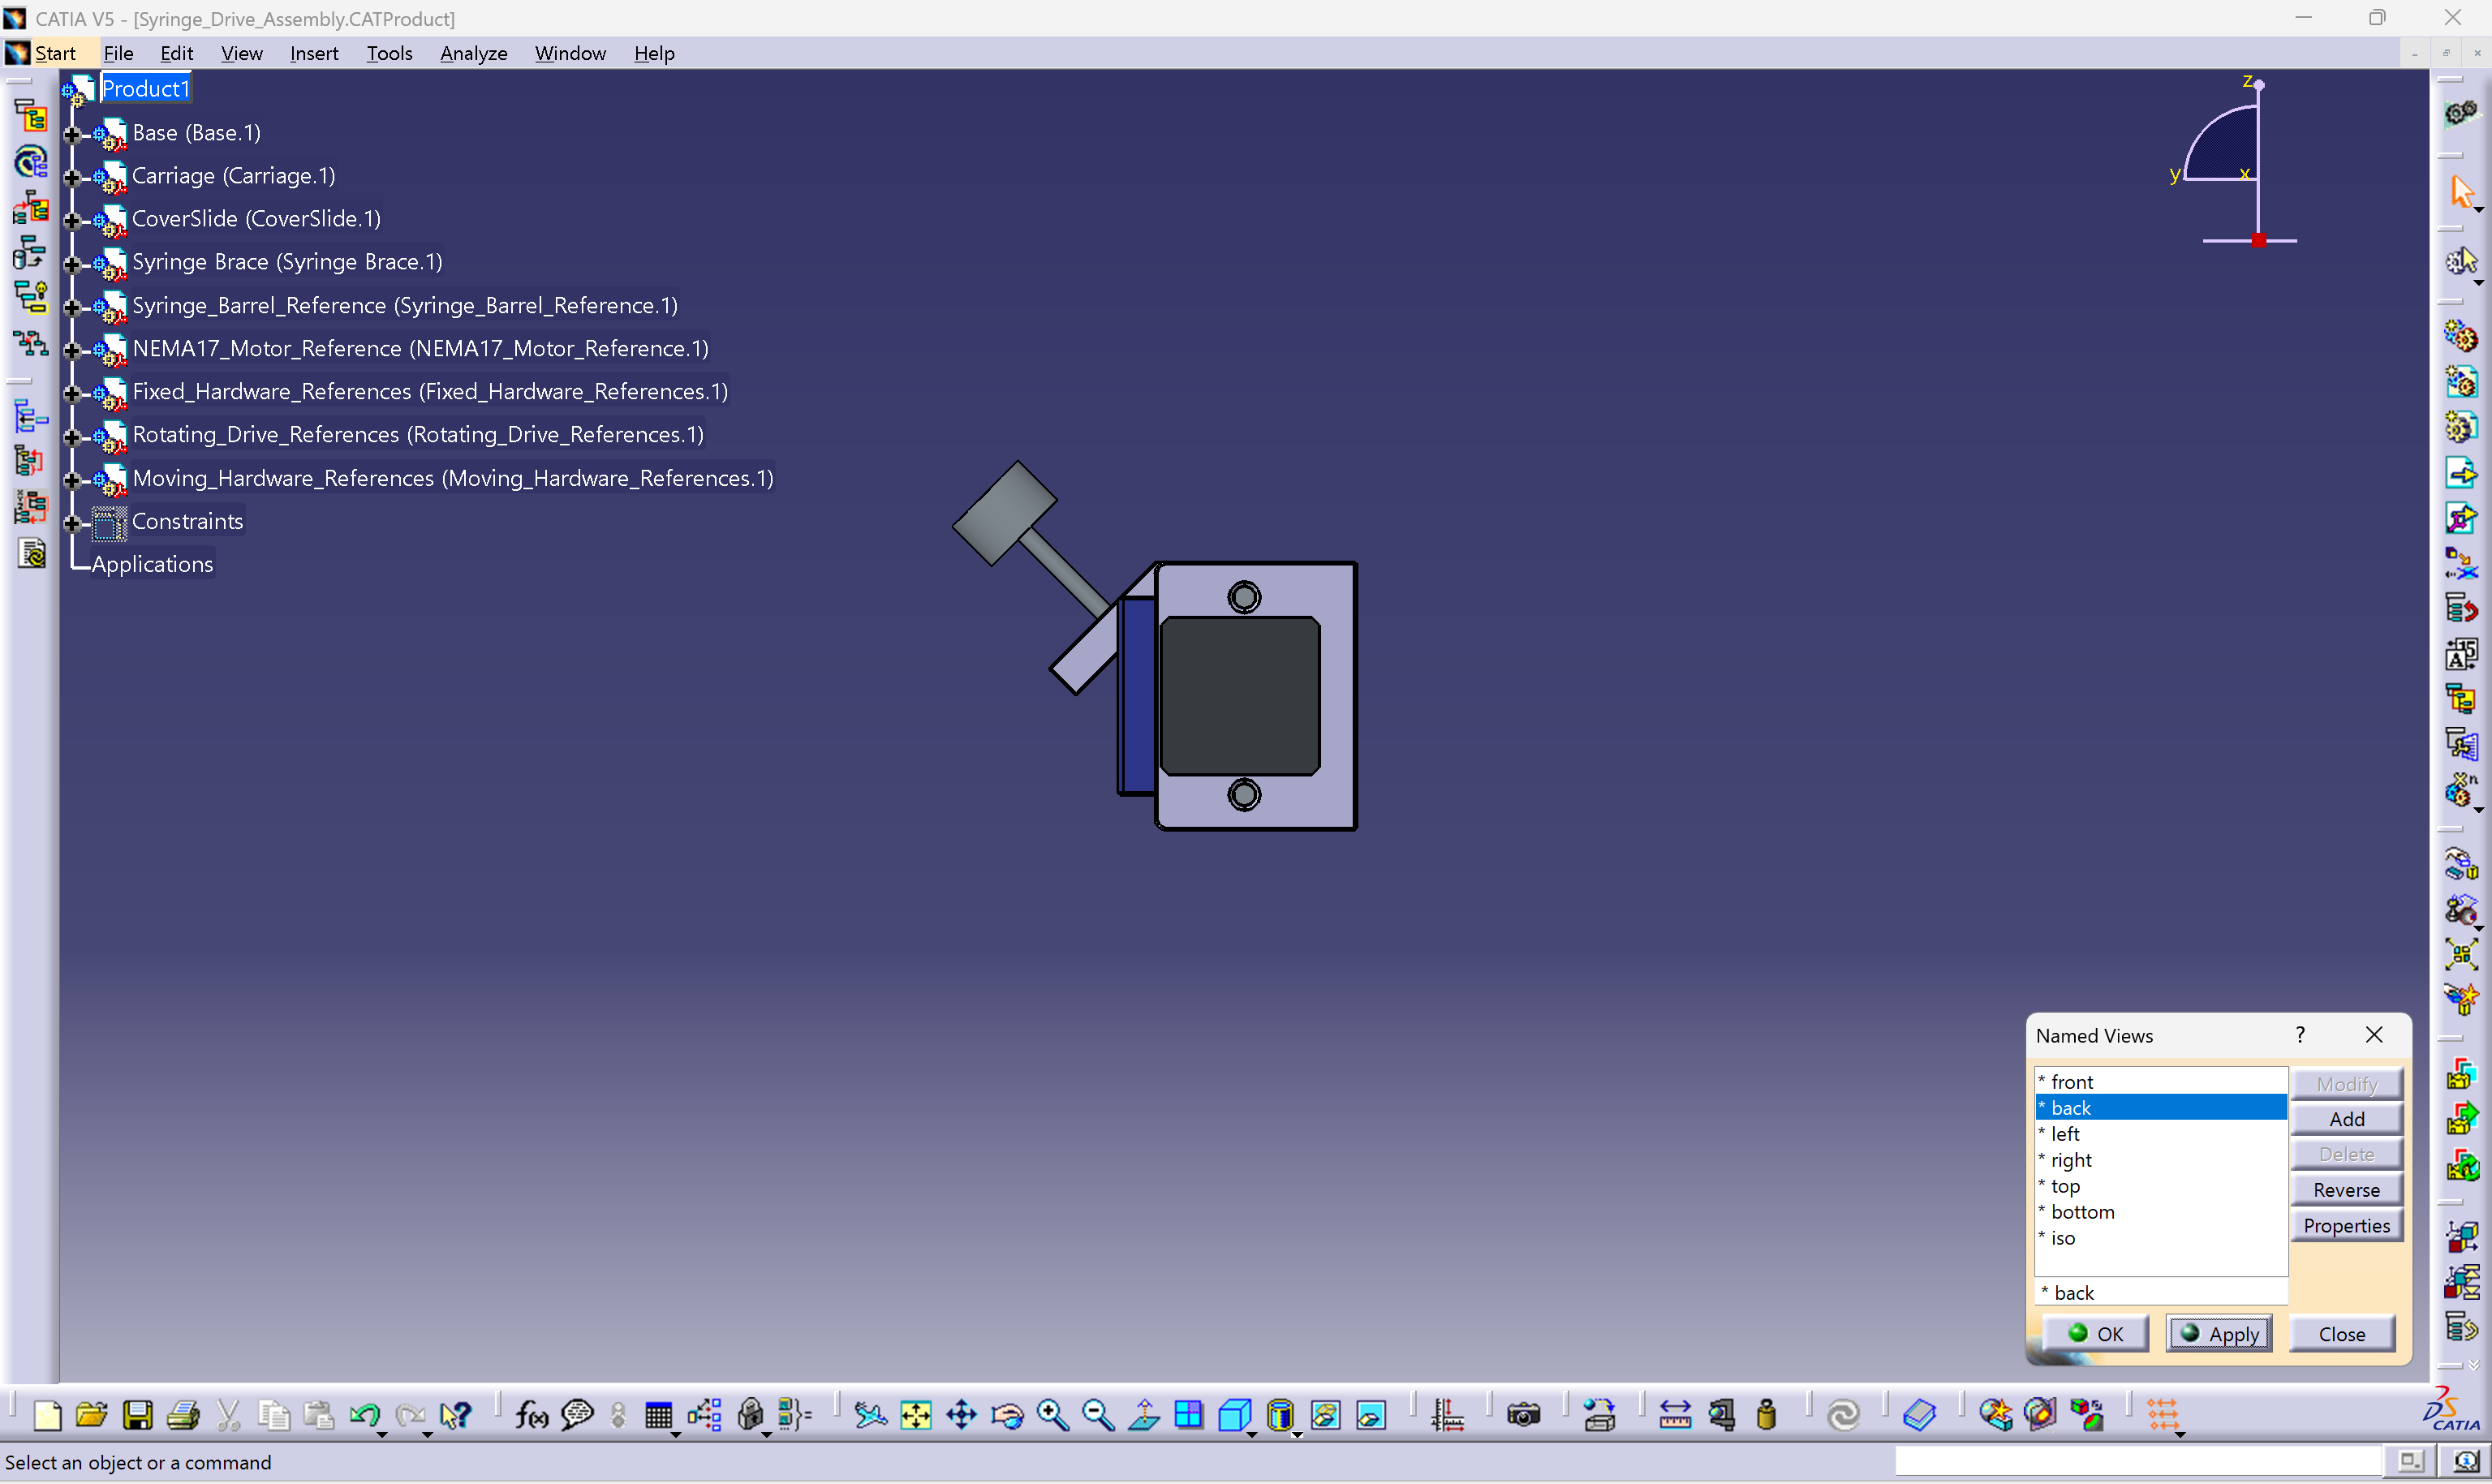 CATIA V5 - [Syringe_Drive_Assembly.CATProduct]
Start File Edit View Insert Tools Analyze Window Help
Product1
Base (Base.1)
Carriage (Carriage.1)
CoverSlide (CoverSlide.1)
Syringe Brace (Syringe Brace.1)
Syringe_Barrel_Reference (Syringe_Barrel_Reference.1)
NEMA17_Motor_Reference (NEMA17_Motor_Reference.1)
Fixed_Hardware_References (Fixed_Hardware_References.1)
Rotating_Drive_References (Rotating_Drive_References.1)
Moving_Hardware_References (Moving_Hardware_References.1)
Constraints
Applications
z
y x
Named Views ?
* front
* back
* left
* right
* top
* bottom
* iso
* back
Modify
Add
Delete
Reverse
Properties
OK Apply Close
f(x)
CATIA
Select an object or a command